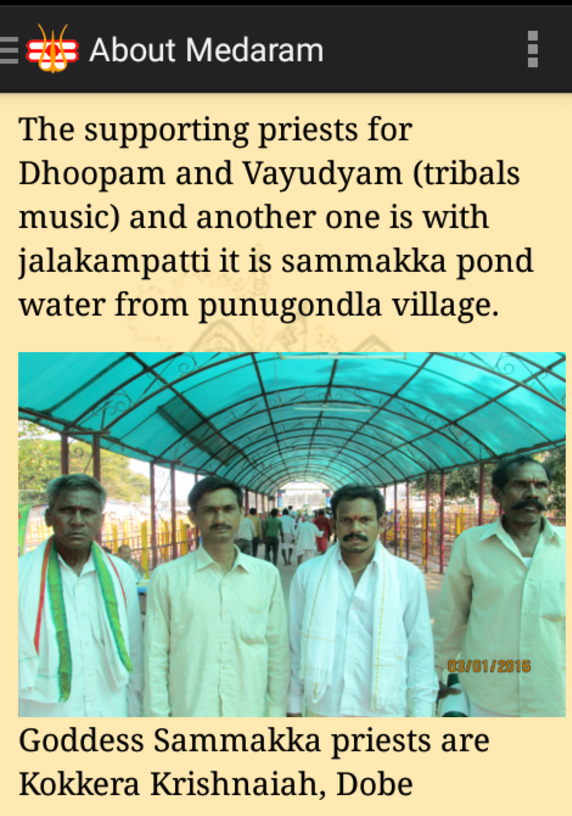 About Medaram
The supporting priests for
Dhoopam and Vayudyam (tribals
music) and another one is with
jalakampatti it is sammakka pond
water from punugondla village.
03/01/2016
Goddess Sammakka priests are
Kokkera Krishnaiah, Dobe